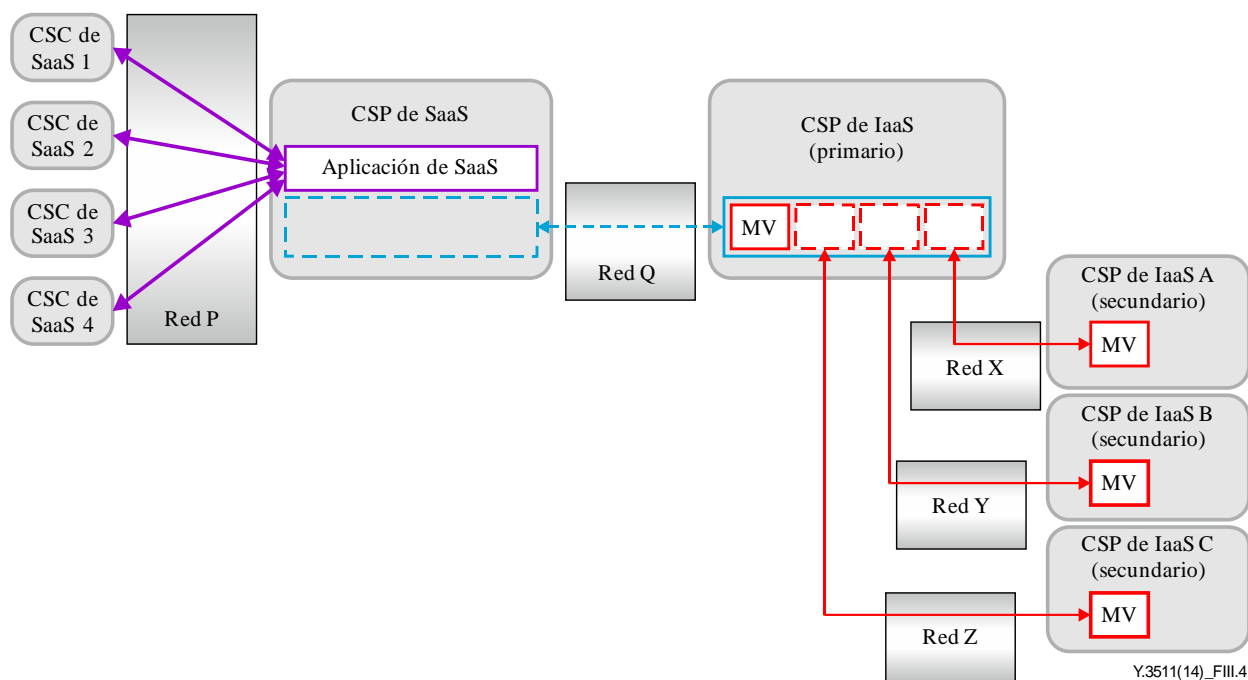 CSC de
SaaS 1
CSC de
SaaS 2
CSC de
SaaS 3
CSC de
SaaS 4
Red P
CSP de SaaS
Aplicación de SaaS
Red Q
CSP de IaaS
(primario)
MV
CSP de IaaS A
(secundario)
MV
Red X
CSP de IaaS B
(secundario)
MV
Red Y
CSP de IaaS C
(secundario)
MV
Red Z
Y.3511(14)_FIII.4